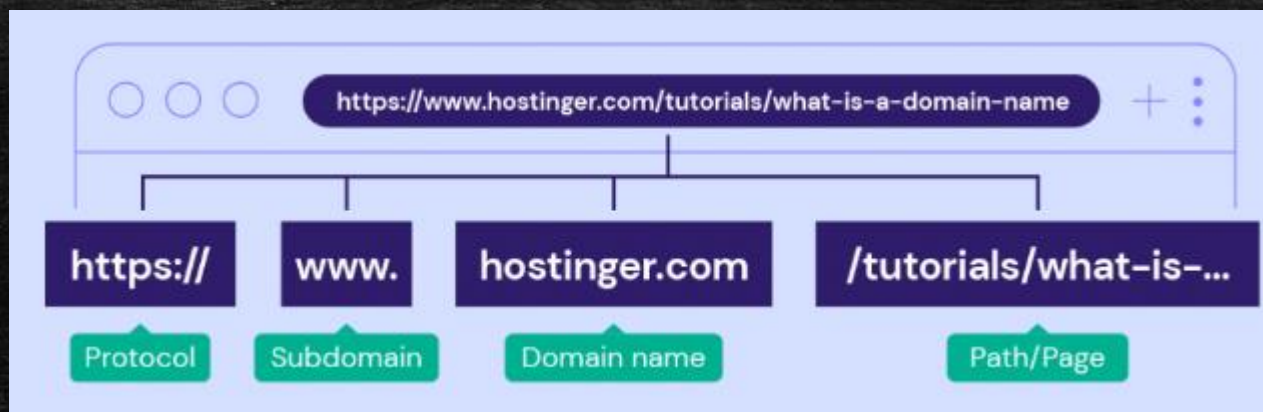 https://www.hostinger.com/tutorials/what-is-a-domain-name
https:// www. hostinger.com /tutorials/what-is-...
Protocol Subdomain Domain name Path/Page